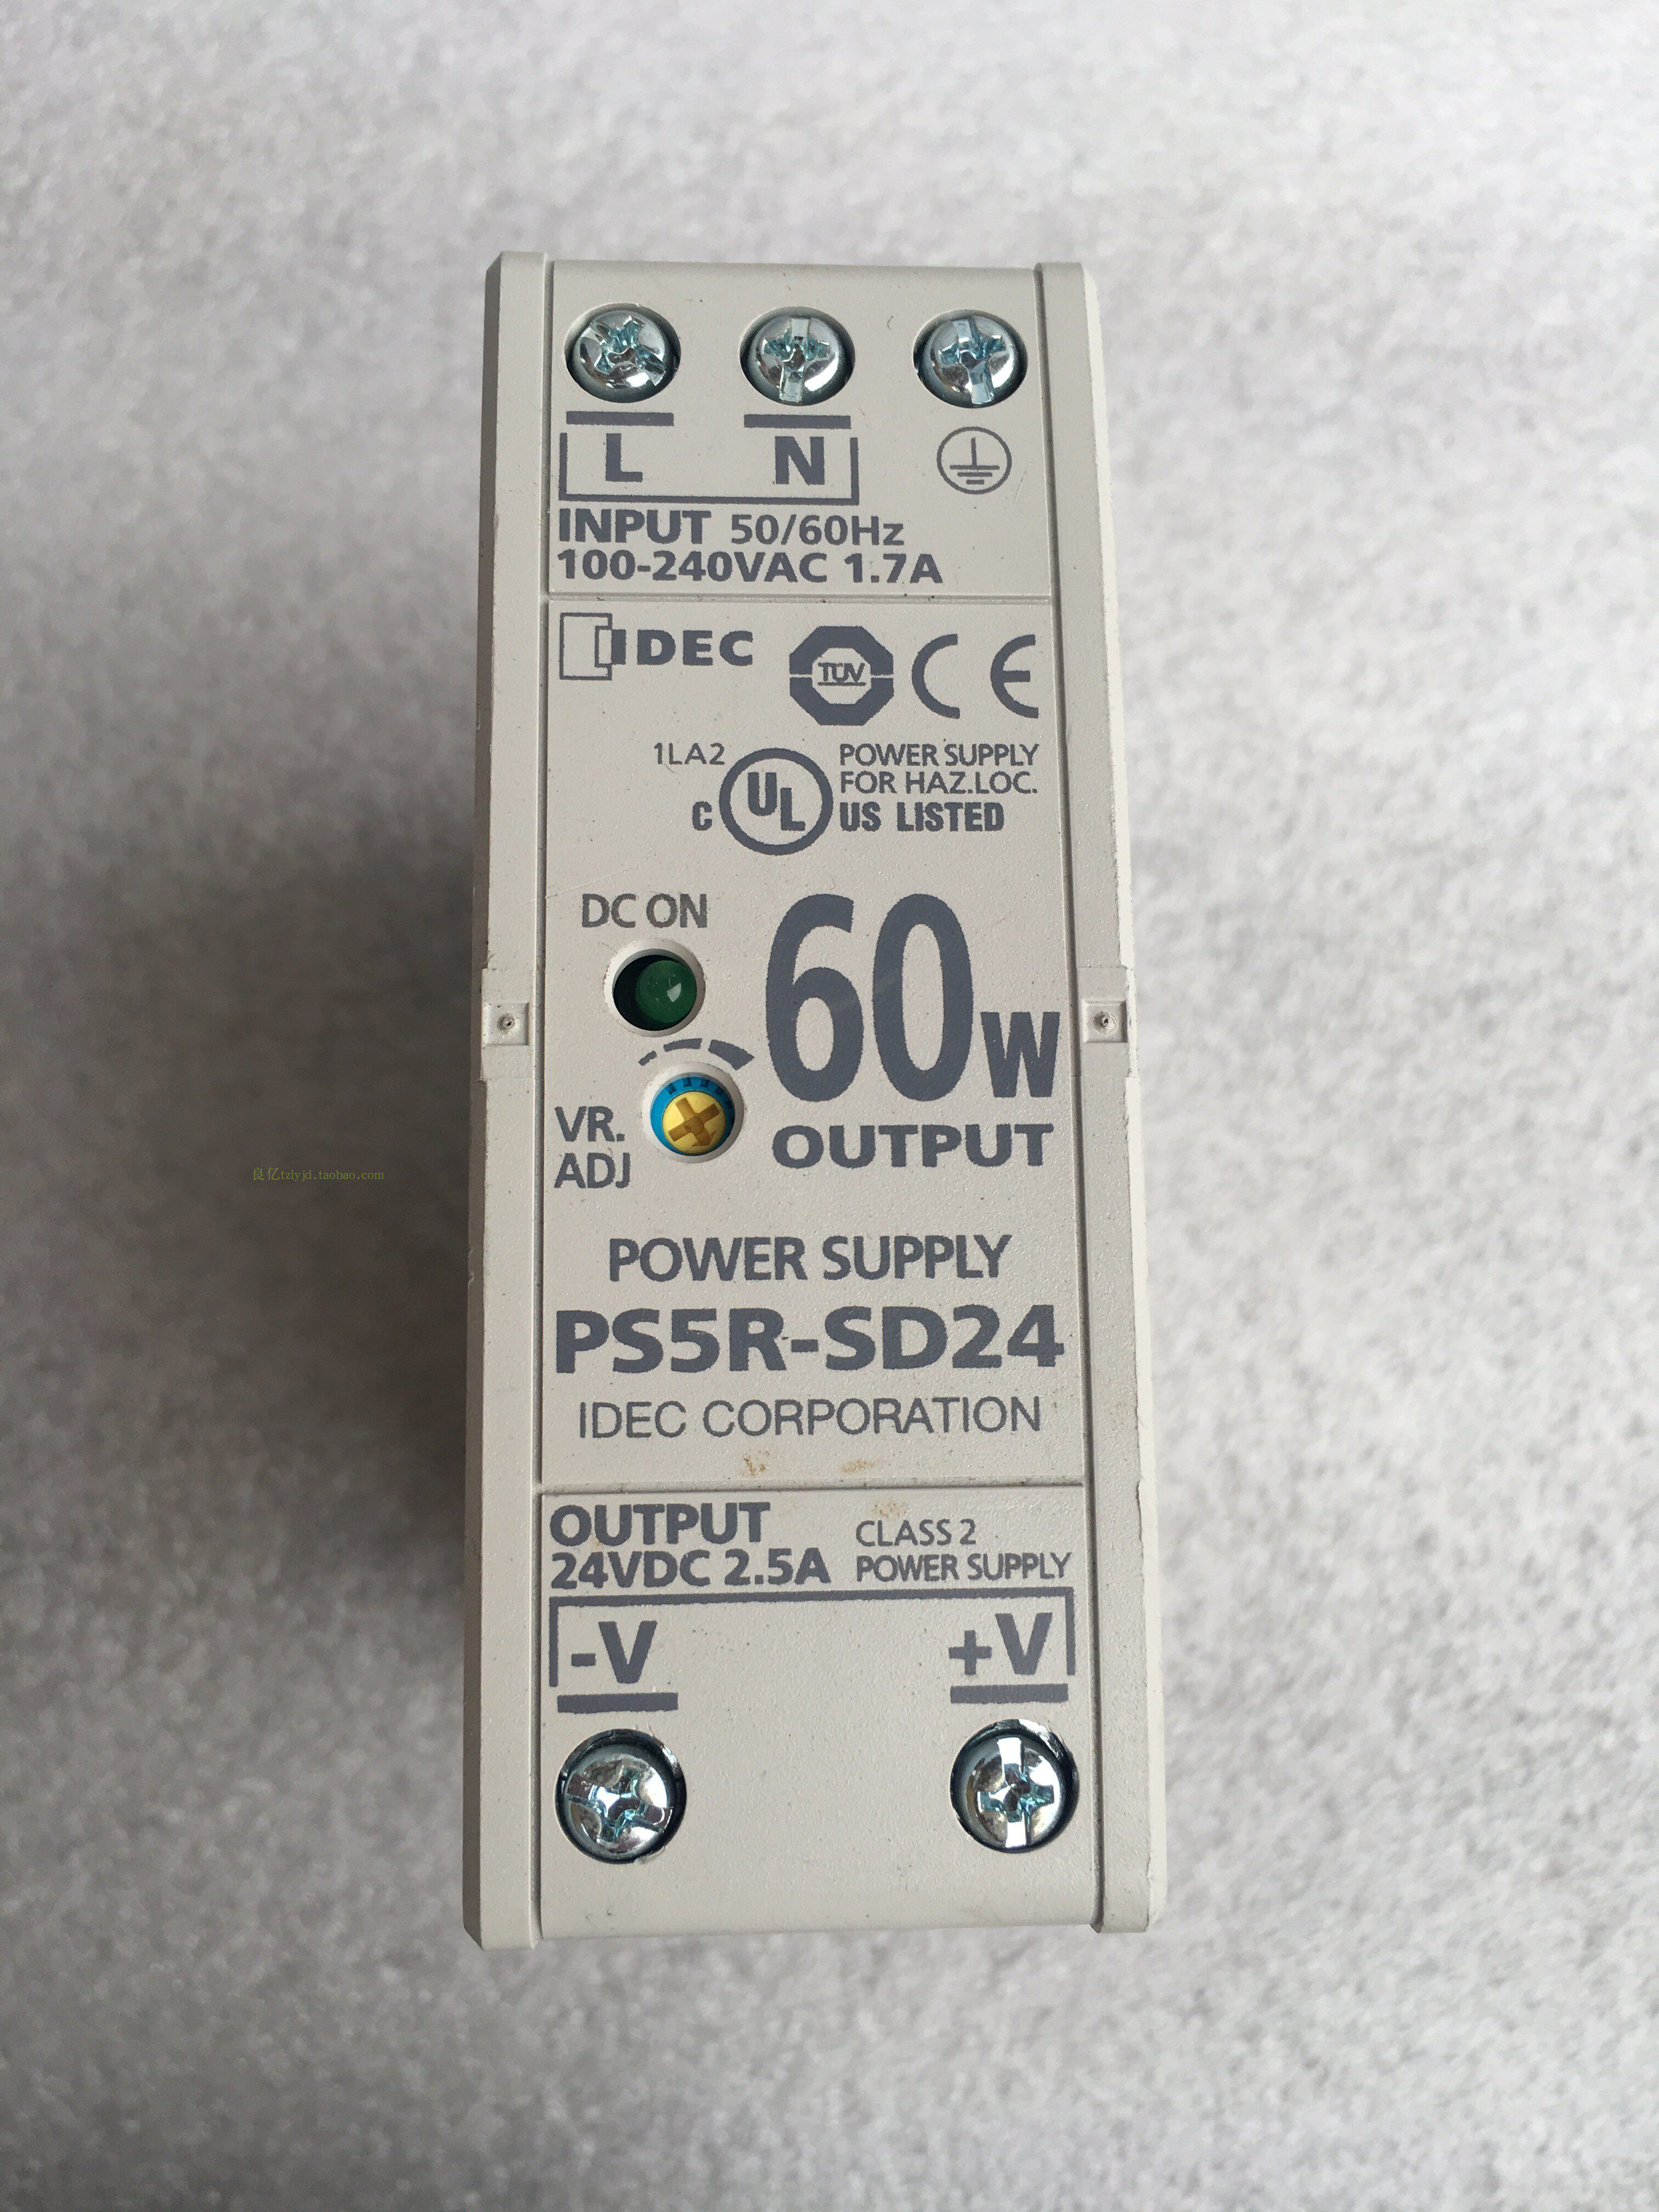 L N
INPUT 50/60Hz
100-240VAC 1.7A
IDEC TÜV CE
1LA2 POWER SUPPLY
FOR HAZ.LOC.
c UL US LISTED
DC ON
60W
VR.
ADJ
OUTPUT
良亿tzlyjd.taobao.com
POWER SUPPLY
PS5R-SD24
IDEC CORPORATION
OUTPUT CLASS 2
24VDC 2.5A POWER SUPPLY
-V +V